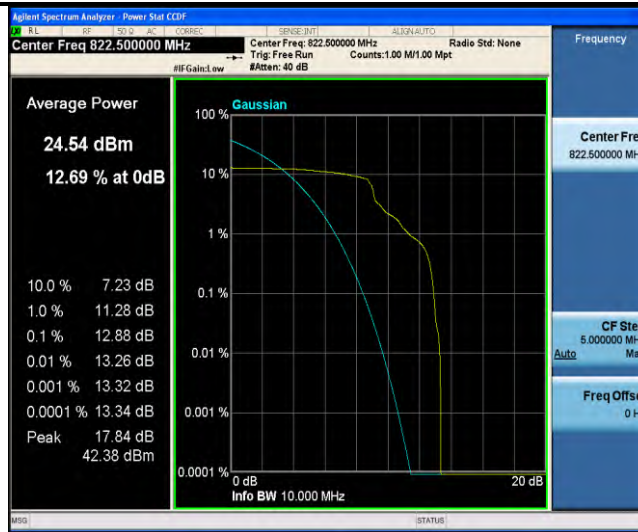 Agilent Spectrum Analyzer - Power Stat CCDF
RL RF 50 Ω AC CORREC SENSE:INT ALIGN AUTO
Center Freq 822.500000 MHz
Center Freq: 822.500000 MHz Radio Std: None
Trig: Free Run Counts:1.00 M/1.00 Mpt
#IFGain:Low #Atten: 40 dB
Frequency
Average Power
24.54 dBm
12.69 % at 0dB
10.0 % 7.23 dB
1.0 % 11.28 dB
0.1 % 12.88 dB
0.01 % 13.26 dB
0.001 % 13.32 dB
0.0001 % 13.34 dB
Peak 17.84 dB
42.38 dBm
Gaussian
100 %
10 %
1 %
0.1 %
0.01 %
0.001 %
0.0001 %
0 dB 20 dB
Info BW 10.000 MHz
Center Fre
822.500000 MH
CF Ste
5.000000 MH
Auto Ma
Freq Offse
0 H
MSG STATUS